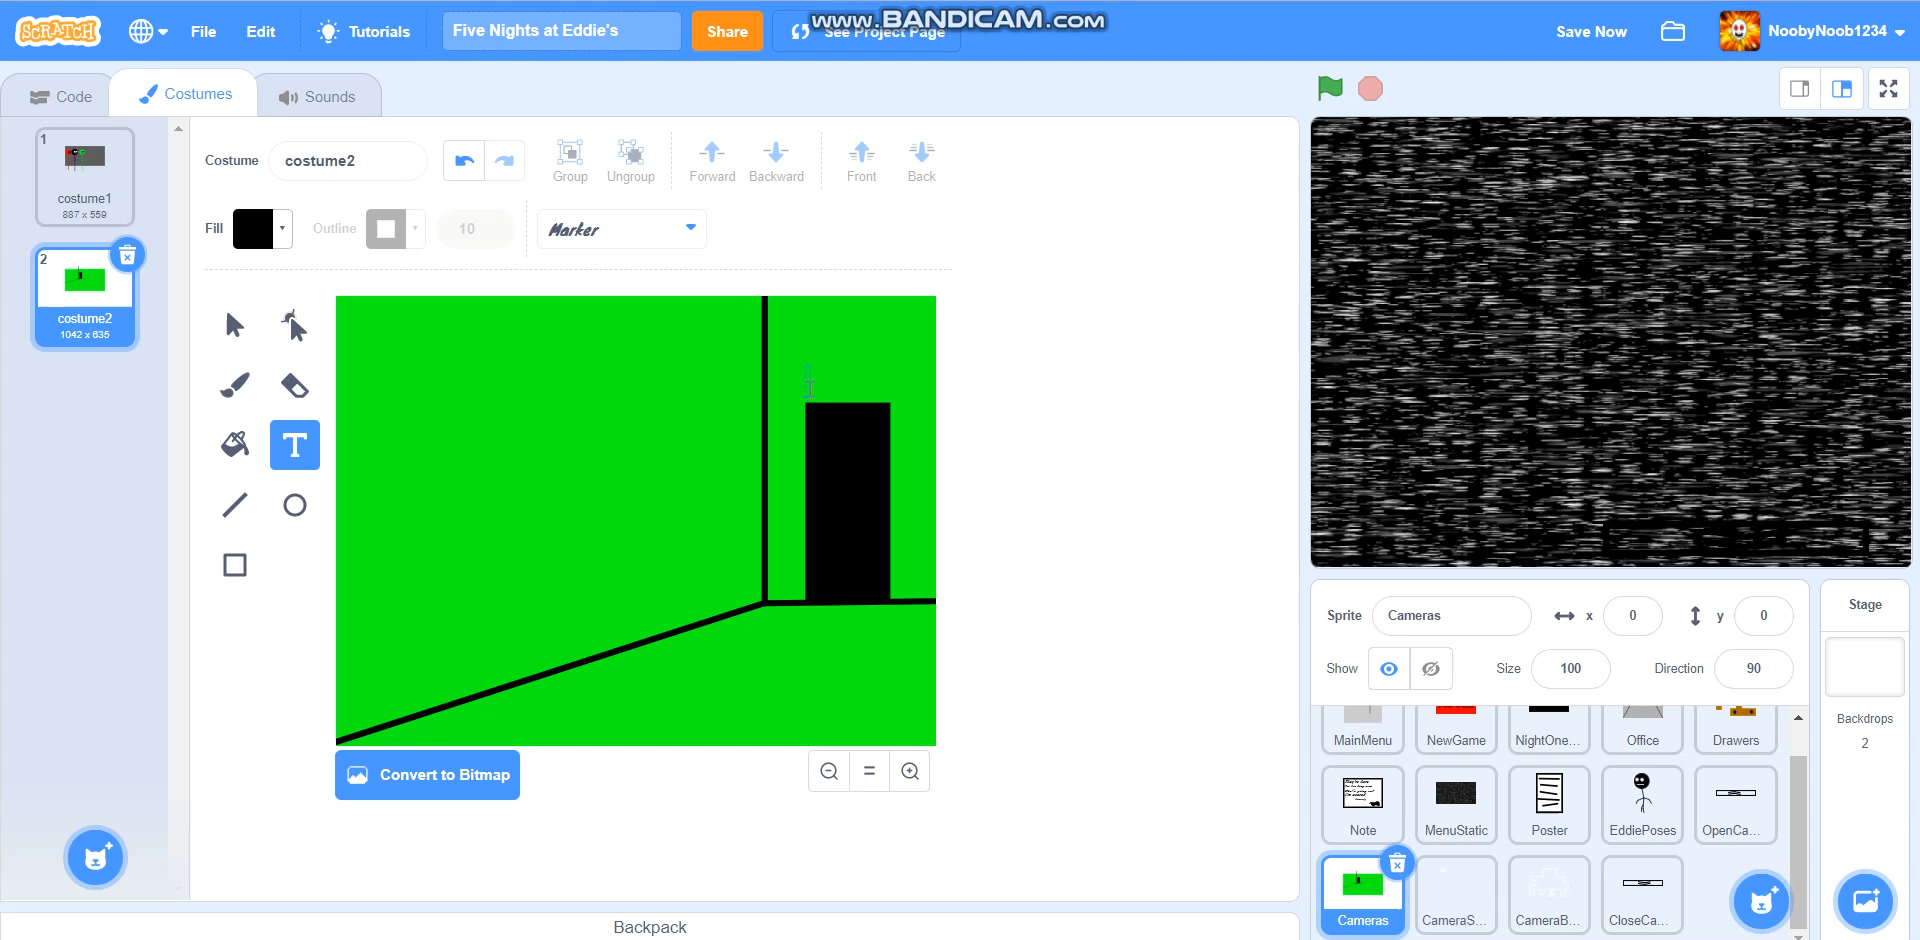 www.BANDICAM.com
SCRATCH
File
Edit
Tutorials
Five Nights at Eddie's
Share
See Project Page
Save Now
NoobyNoob1234
Code
Costumes
Sounds
1
costume1
887 x 559
2
costume2
1042 x 635
Costume
costume2
Group
Ungroup
Forward
Backward
Front
Back
Fill
Outline
10
Marker
T
Convert to Bitmap
Backpack
Sprite
Cameras
x
0
y
0
Show
Size
100
Direction
90
Stage
Backdrops
2
MainMenu
NewGame
NightOne...
Office
Drawers
Note
MenuStatic
Poster
EddiePoses
OpenCa...
Cameras
CameraS...
CameraB...
CloseCa...